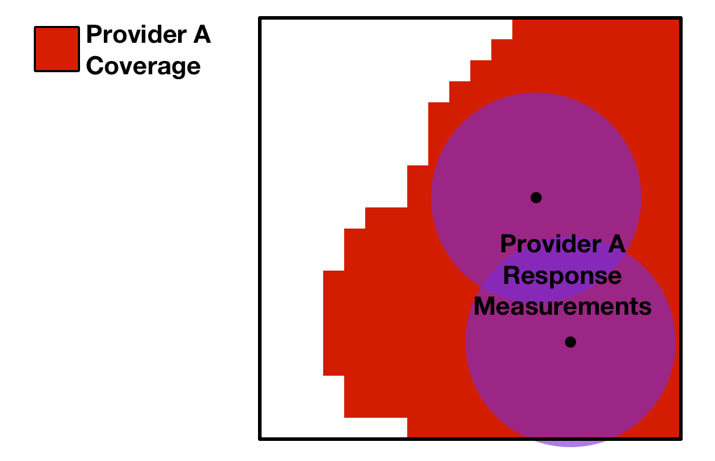 Provider A
Coverage
Provider A
Response
Measurements